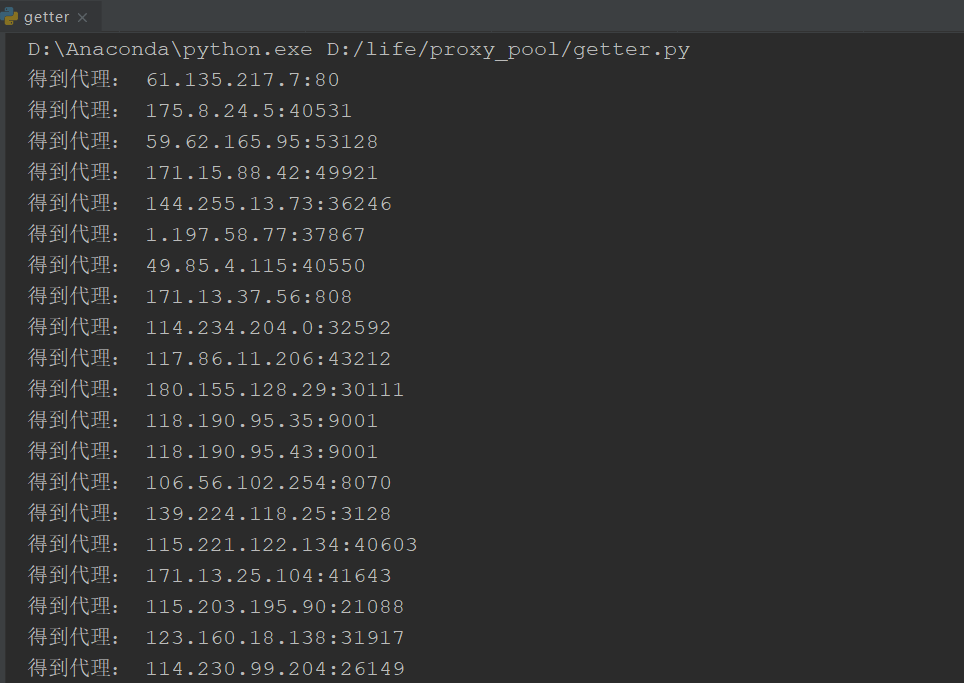 getter
D:\Anaconda\python.exe D:/life/proxy_pool/getter.py
得到代理： 61.135.217.7:80
得到代理： 175.8.24.5:40531
得到代理： 59.62.165.95:53128
得到代理： 171.15.88.42:49921
得到代理： 144.255.13.73:36246
得到代理： 1.197.58.77:37867
得到代理： 49.85.4.115:40550
得到代理： 171.13.37.56:808
得到代理： 114.234.204.0:32592
得到代理： 117.86.11.206:43212
得到代理： 180.155.128.29:30111
得到代理： 118.190.95.35:9001
得到代理： 118.190.95.43:9001
得到代理： 106.56.102.254:8070
得到代理： 139.224.118.25:3128
得到代理： 115.221.122.134:40603
得到代理： 171.13.25.104:41643
得到代理： 115.203.195.90:21088
得到代理： 123.160.18.138:31917
得到代理： 114.230.99.204:26149